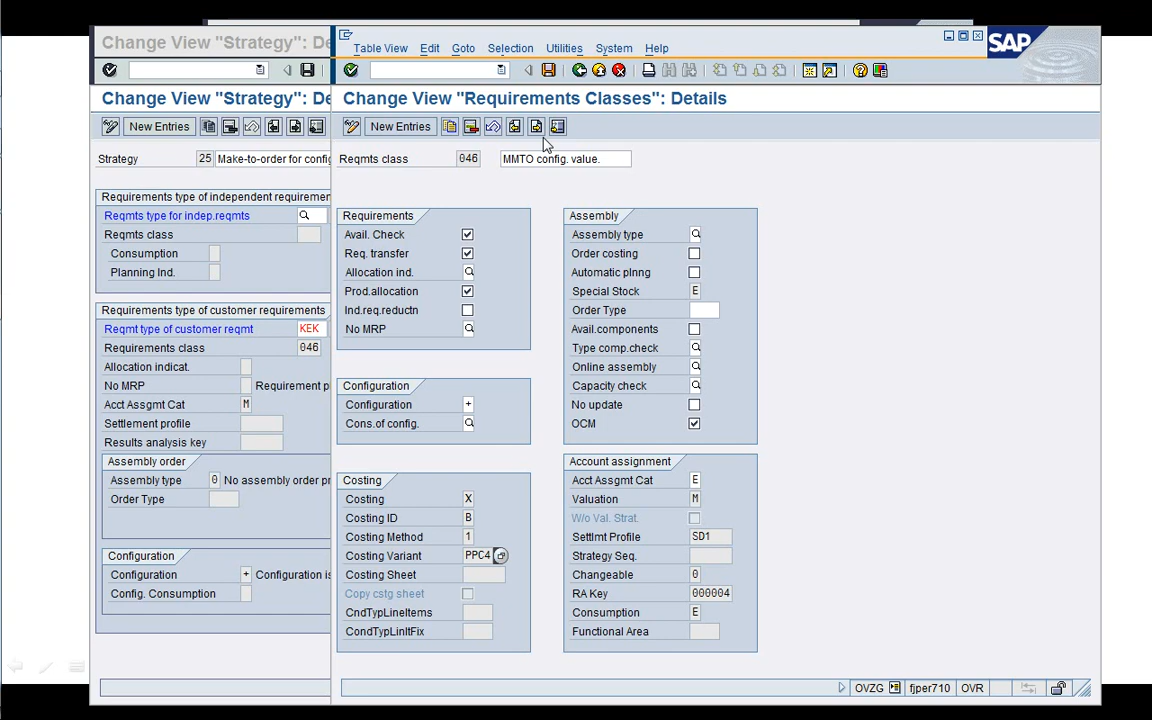 Change View "Strategy": De
Table View Edit Goto Selection Utilities System Help
SAP
Change View "Strategy": De
Change View "Requirements Classes": Details
New Entries
New Entries
Strategy 25 Make-to-order for config
Reqmts class 046 MMTO config. value.
Requirements type of independent requiremen
Reqmts type for indep.reqmts
Reqmts class
Consumption
Planning Ind.
Requirements type of customer requirements
Reqmt type of customer reqmt KEK
Requirements class 046
Allocation indicat.
No MRP Requirement p
Acct Assgmt Cat M
Settlement profile
Results analysis key
Assembly order
Assembly type 0 No assembly order pr
Order Type
Configuration
Configuration + Configuration is
Config. Consumption
Requirements
Avail. Check
Req. transfer
Allocation ind.
Prod.allocation
Ind.req.reductn
No MRP
Configuration
Configuration +
Cons.of config.
Costing
Costing X
Costing ID B
Costing Method 1
Costing Variant PPC4
Costing Sheet
Copy cstg sheet
CndTypLineItems
CondTypLinItFix
Assembly
Assembly type
Order costing
Automatic plnng
Special Stock E
Order Type
Avail.components
Type comp.check
Online assembly
Capacity check
No update
OCM
Account assignment
Acct Assgmt Cat E
Valuation M
W/o Val. Strat.
Settlmt Profile SD1
Strategy Seq.
Changeable 0
RA Key 000004
Consumption E
Functional Area
OVZG fjper710 OVR